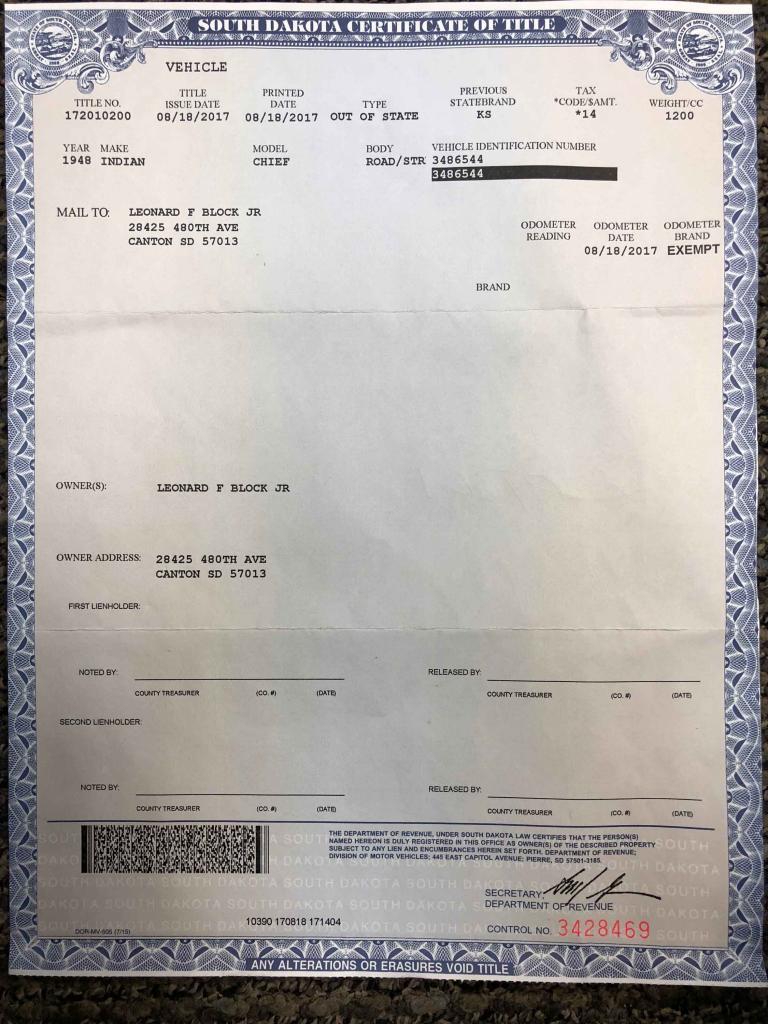 SOUTH DAKOTA CERTIFICATE OF TITLE
VEHICLE
TITLE NO. TITLE ISSUE DATE PRINTED DATE TYPE PREVIOUS STATEBRAND TAX *CODE/$AMT. WEIGHT/CC
172010200 08/18/2017 08/18/2017 OUT OF STATE KS *14 1200
YEAR MAKE MODEL BODY VEHICLE IDENTIFICATION NUMBER
1948 INDIAN CHIEF ROAD/STR 3486544
3486544
MAIL TO: LEONARD F BLOCK JR
28425 480TH AVE
CANTON SD 57013
ODOMETER READING ODOMETER DATE ODOMETER BRAND
08/18/2017 EXEMPT
BRAND
OWNER(S): LEONARD F BLOCK JR
OWNER ADDRESS: 28425 480TH AVE
CANTON SD 57013
FIRST LIENHOLDER:
NOTED BY: RELEASED BY:
COUNTY TREASURER (CO. #) (DATE) COUNTY TREASURER (CO. #) (DATE)
SECOND LIENHOLDER:
NOTED BY: RELEASED BY:
COUNTY TREASURER (CO. #) (DATE) COUNTY TREASURER (CO. #) (DATE)
THE DEPARTMENT OF REVENUE, UNDER SOUTH DAKOTA LAW CERTIFIES THAT THE PERSON(S)
NAMED HEREON IS DULY REGISTERED IN THIS OFFICE AS OWNER(S) OF THE DESCRIBED PROPERTY
SUBJECT TO ANY LIEN AND ENCUMBRANCES HEREIN SET FORTH. DEPARTMENT OF REVENUE;
DIVISION OF MOTOR VEHICLES; 445 EAST CAPITOL AVENUE; PIERRE, SD 57501-3185.
SECRETARY
DEPARTMENT OF REVENUE
10390 170818 171404
CONTROL NO. 3428469
DOR-MV-505 (7/15)
ANY ALTERATIONS OR ERASURES VOID TITLE